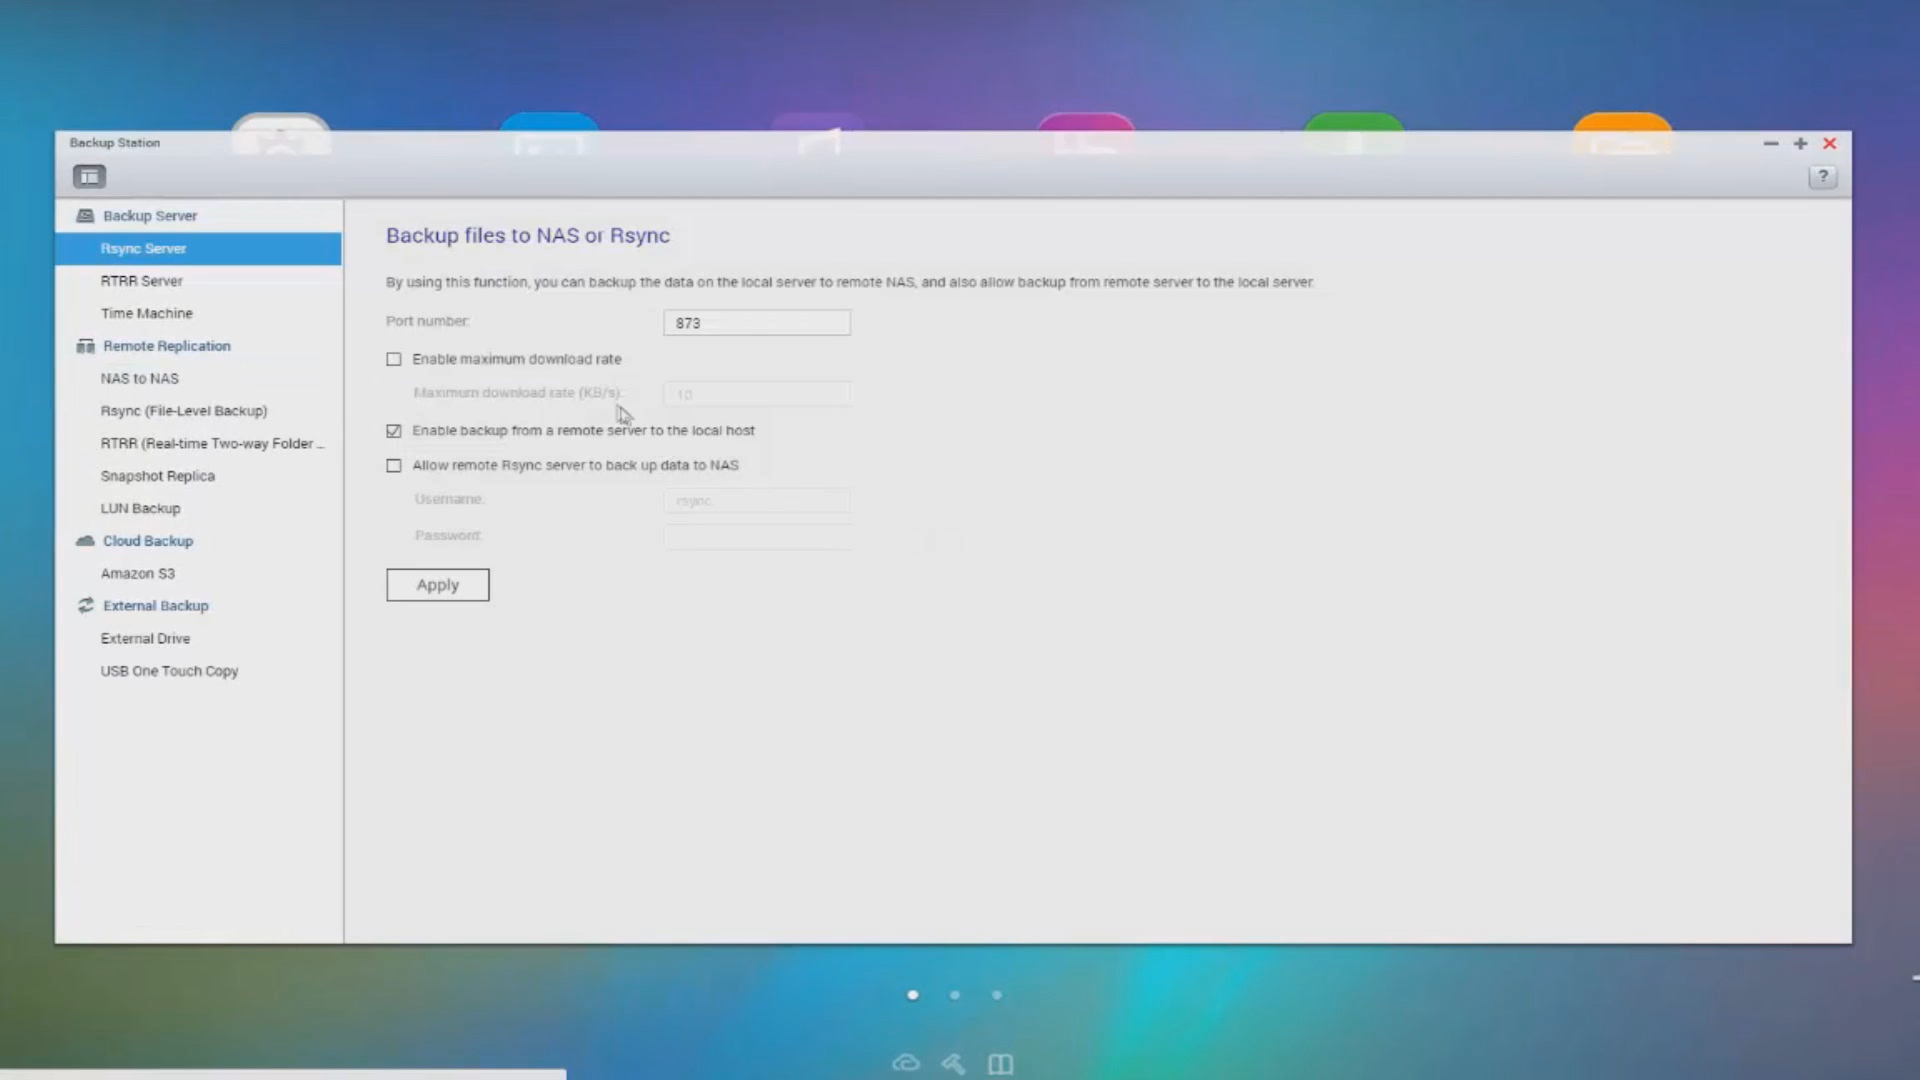 Backup Station
?
Backup Server
Rsync Server
RTRR Server
Time Machine
Remote Replication
NAS to NAS
Rsync (File-Level Backup)
RTRR (Real-time Two-way Folder ...
Snapshot Replica
LUN Backup
Cloud Backup
Amazon S3
External Backup
External Drive
USB One Touch Copy
Backup files to NAS or Rsync
By using this function, you can backup the data on the local server to remote NAS, and also allow backup from remote server to the local server.
Port number: 873
Enable maximum download rate
Maximum download rate (KB/s): 10
Enable backup from a remote server to the local host
Allow remote Rsync server to back up data to NAS
Username: rsync
Password:
Apply